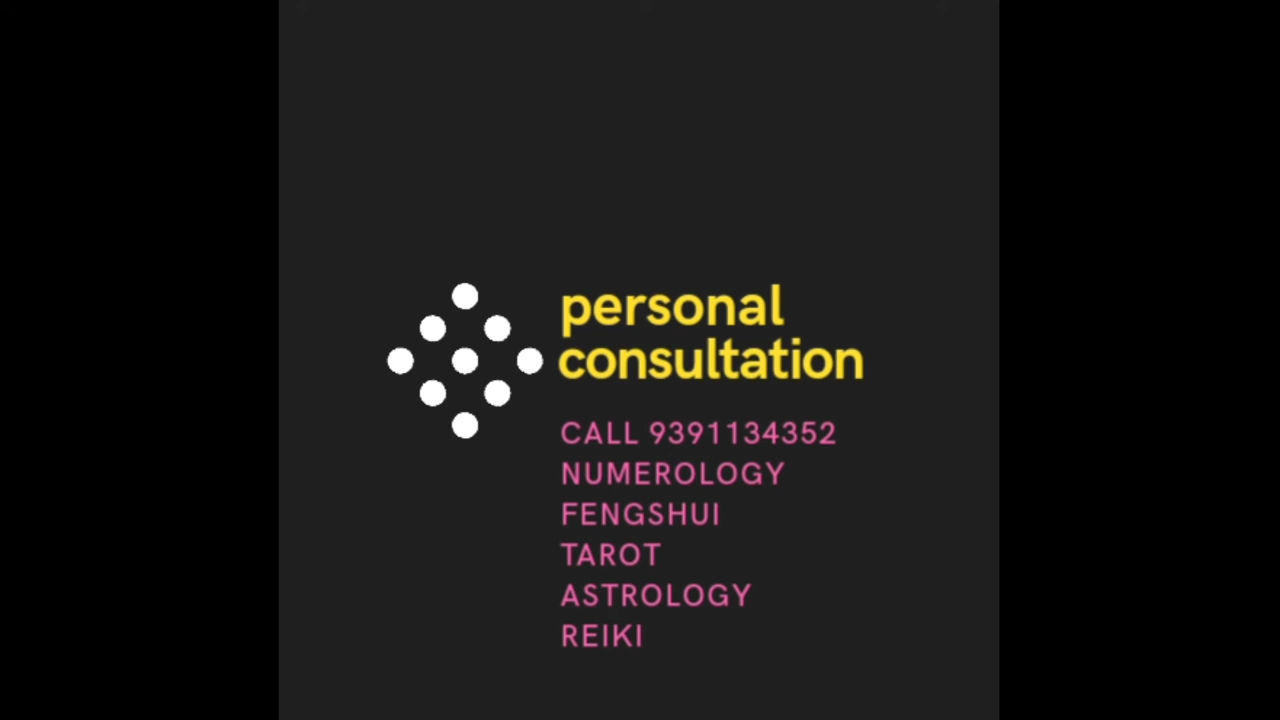 personal
consultation
CALL 9391134352
NUMEROLOGY
FENGSHUI
TAROT
ASTROLOGY
REIKI